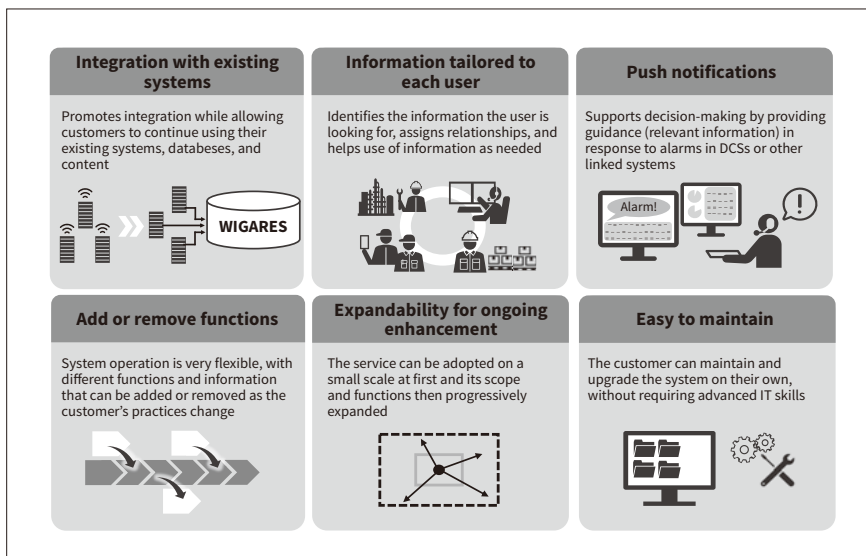 Integration with existing
systems
Promotes integration while allowing
customers to continue using their
existing systems, databeses, and
content
WIGARES
Information tailored to
each user
Identifies the information the user is
looking for, assigns relationships, and
helps use of information as needed
Push notifications
Supports decision-making by providing
guidance (relevant information) in
response to alarms in DCSs or other
linked systems
Alarm!
Add or remove functions
System operation is very flexible, with
different functions and information
that can be added or removed as the
customer's practices change
Expandability for ongoing
enhancement
The service can be adopted on a
small scale at first and its scope
and functions then progressively
expanded
Easy to maintain
The customer can maintain and
upgrade the system on their own,
without requiring advanced IT skills